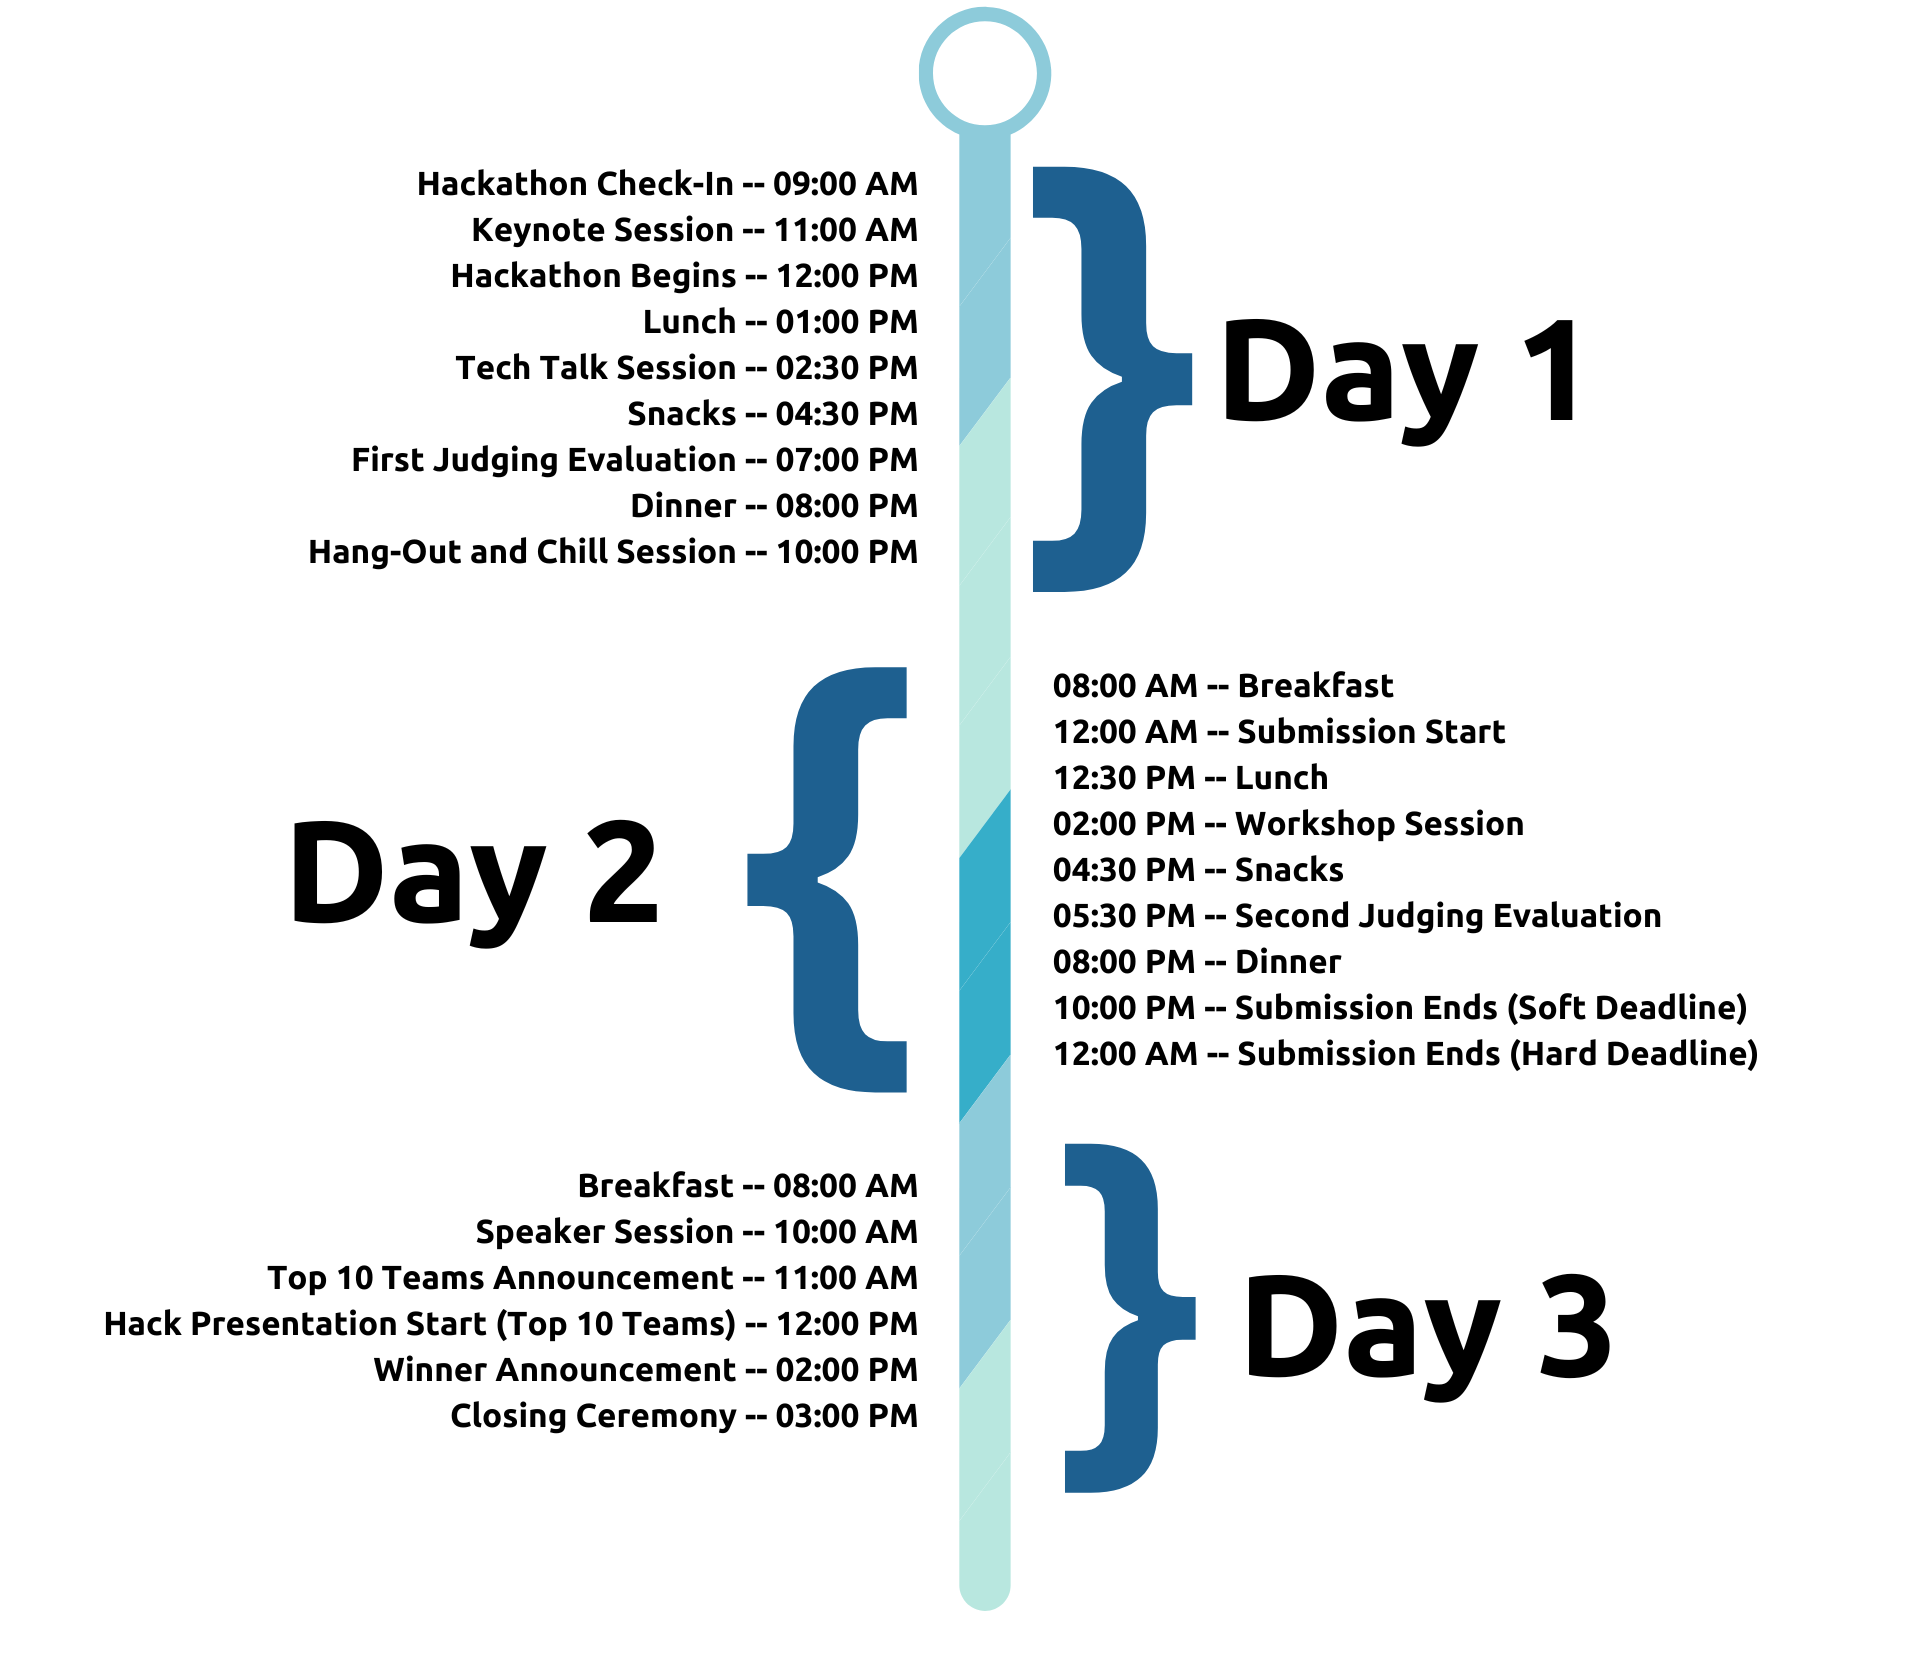 Hackathon Check-In -- 09:00 AM
Keynote Session -- 11:00 AM
Hackathon Begins -- 12:00 PM
Lunch -- 01:00 PM
Tech Talk Session -- 02:30 PM
Snacks -- 04:30 PM
First Judging Evaluation -- 07:00 PM
Dinner -- 08:00 PM
Hang-Out and Chill Session -- 10:00 PM
Day 1
Day 2
08:00 AM -- Breakfast
12:00 AM -- Submission Start
12:30 PM -- Lunch
02:00 PM -- Workshop Session
04:30 PM -- Snacks
05:30 PM -- Second Judging Evaluation
08:00 PM -- Dinner
10:00 PM -- Submission Ends (Soft Deadline)
12:00 AM -- Submission Ends (Hard Deadline)
Breakfast -- 08:00 AM
Speaker Session -- 10:00 AM
Top 10 Teams Announcement -- 11:00 AM
Hack Presentation Start (Top 10 Teams) -- 12:00 PM
Winner Announcement -- 02:00 PM
Closing Ceremony -- 03:00 PM
Day 3